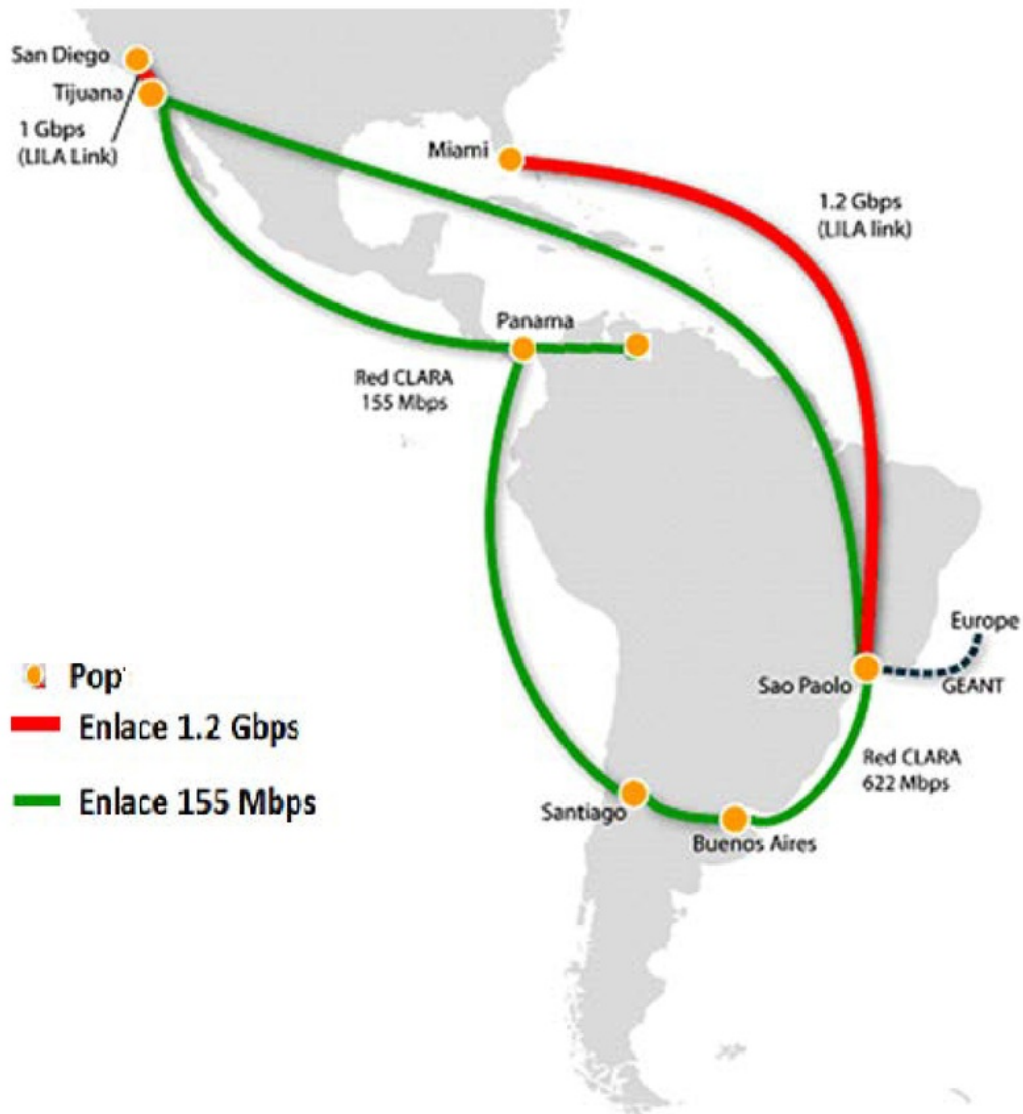 San Diego
Tijuana
1 Gbps
(LILA Link)
Miami
1.2 Gbps
(LILA link)
Panama
Red CLARA
155 Mbps
Europe
Sao Paolo
GEANT
Red CLARA
622 Mbps
Santiago
Buenos Aires
Pop
Enlace 1.2 Gbps
Enlace 155 Mbps